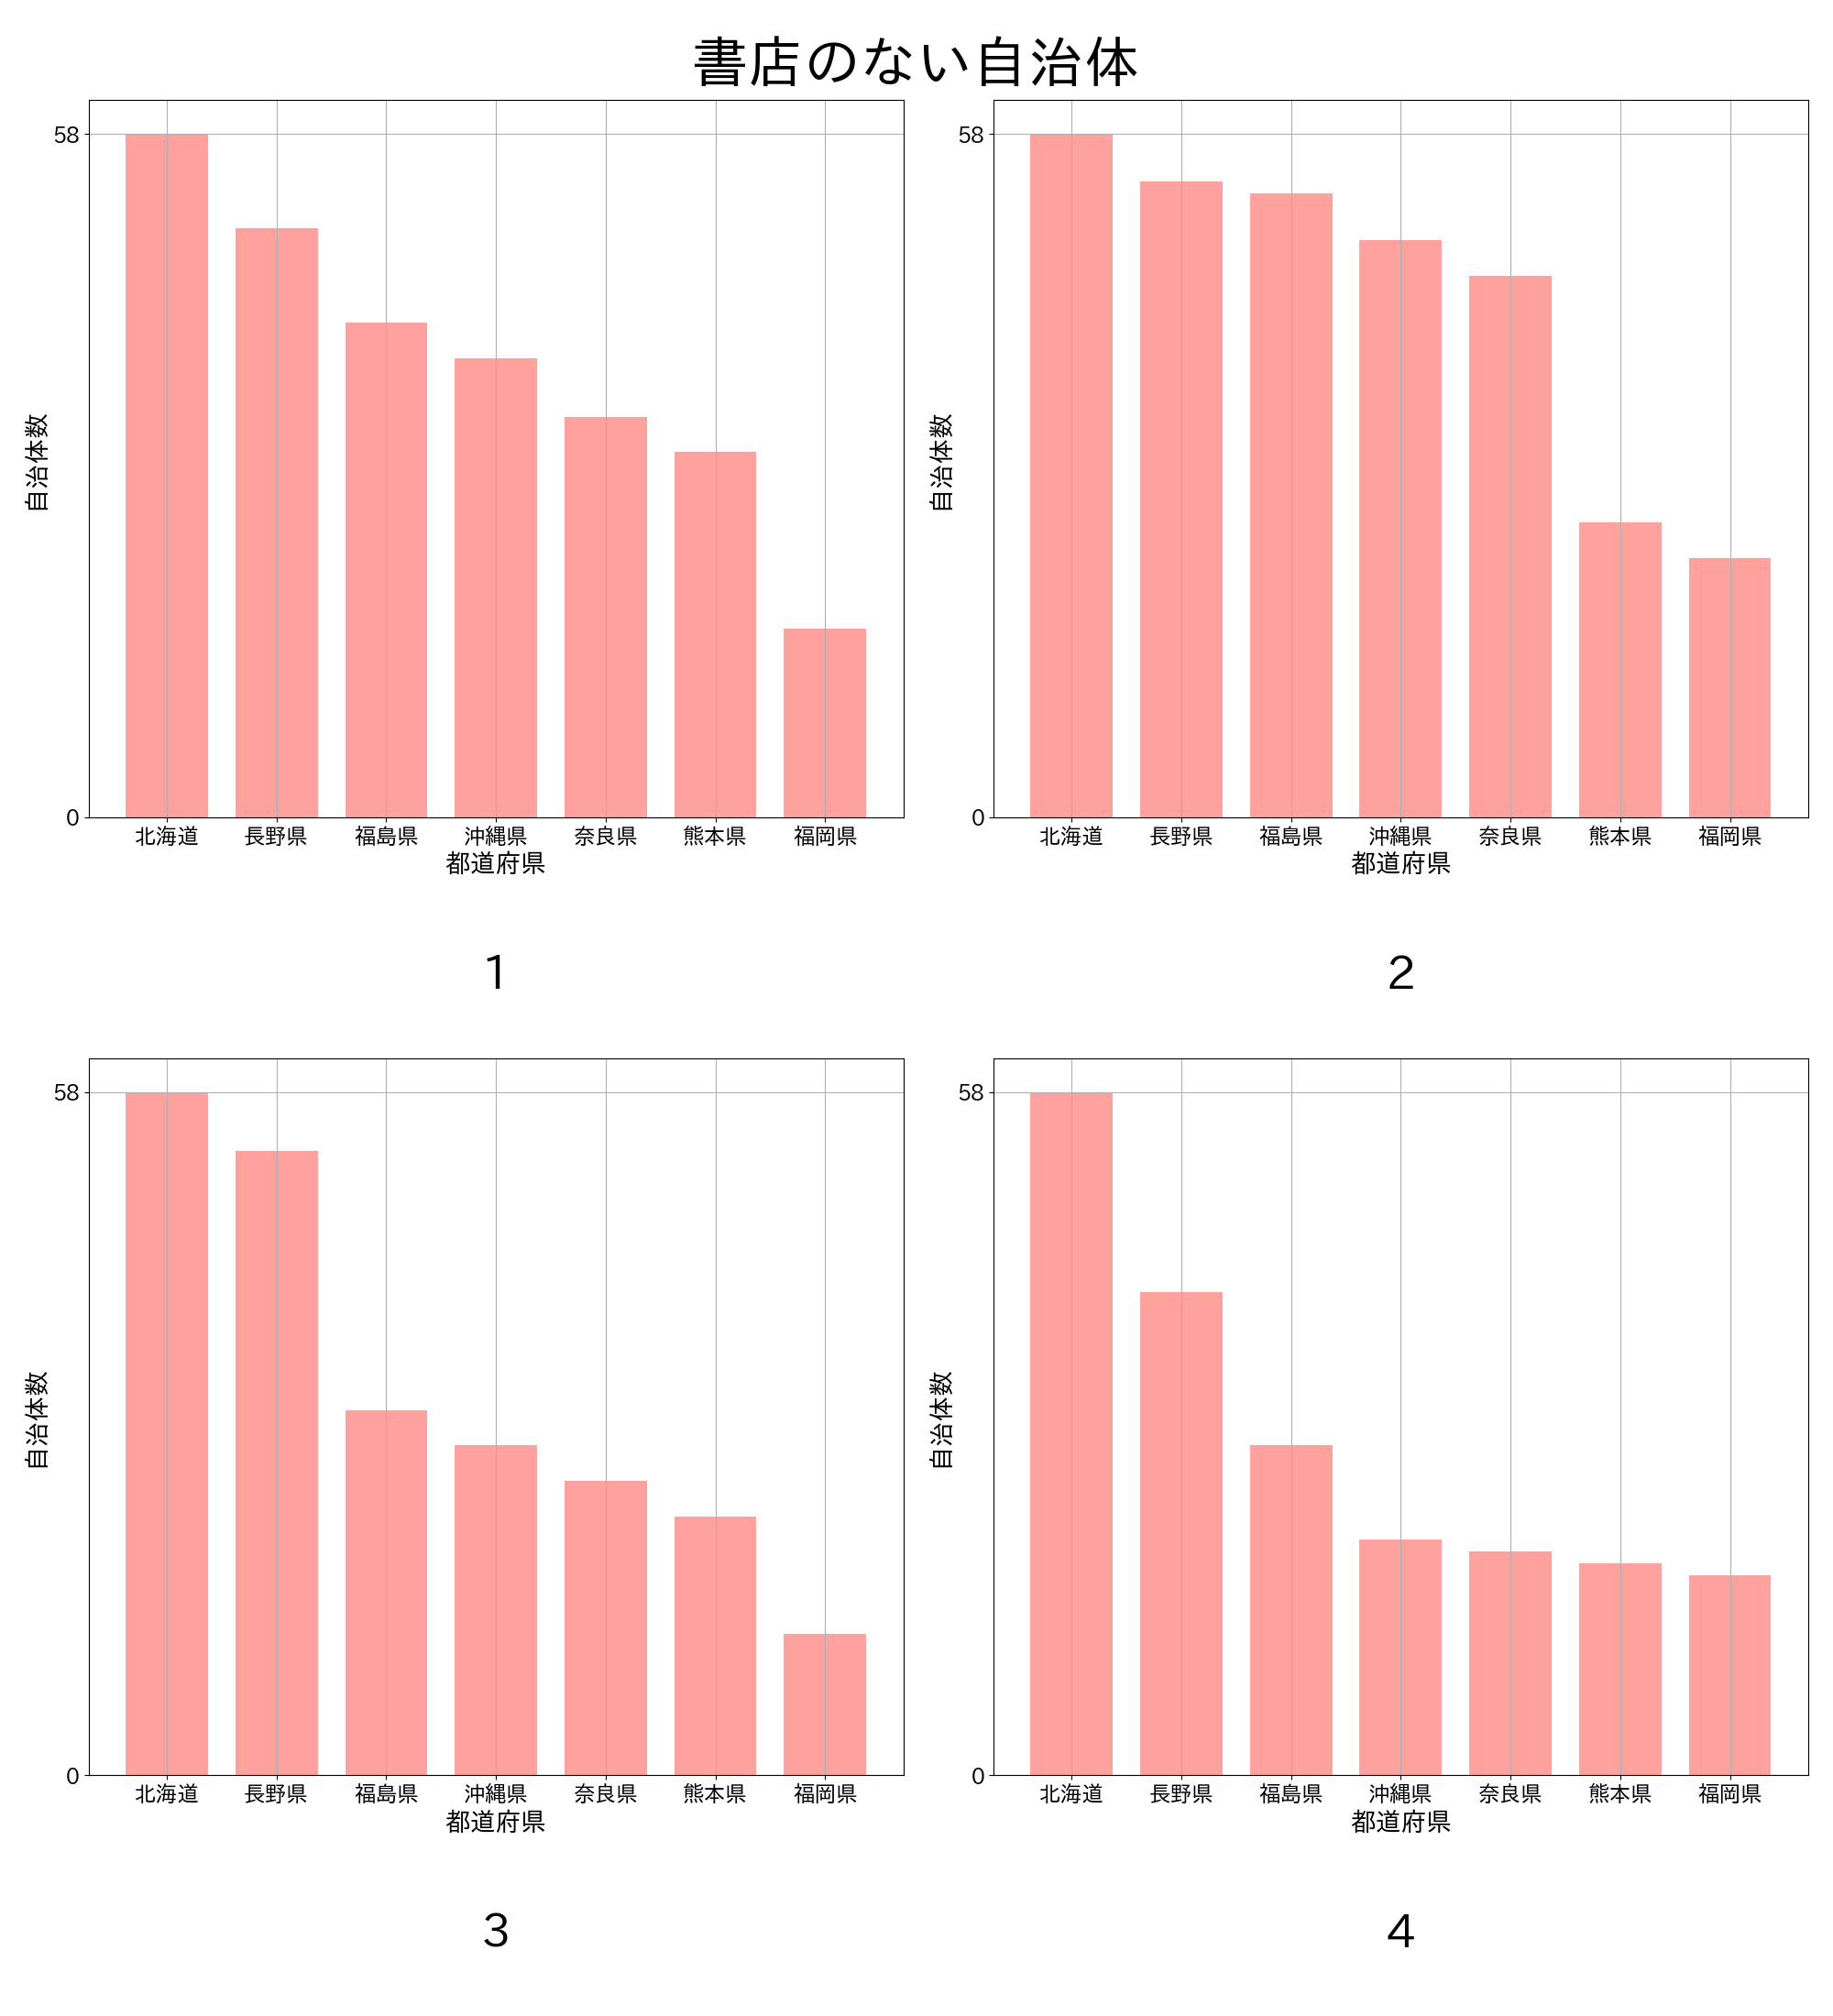 書店のない自治体
58
0
自治体数
北海道 長野県 福島県 沖縄県 奈良県 熊本県 福岡県
都道府県
1
58
0
自治体数
北海道 長野県 福島県 沖縄県 奈良県 熊本県 福岡県
都道府県
2
58
0
自治体数
北海道 長野県 福島県 沖縄県 奈良県 熊本県 福岡県
都道府県
3
58
0
自治体数
北海道 長野県 福島県 沖縄県 奈良県 熊本県 福岡県
都道府県
4